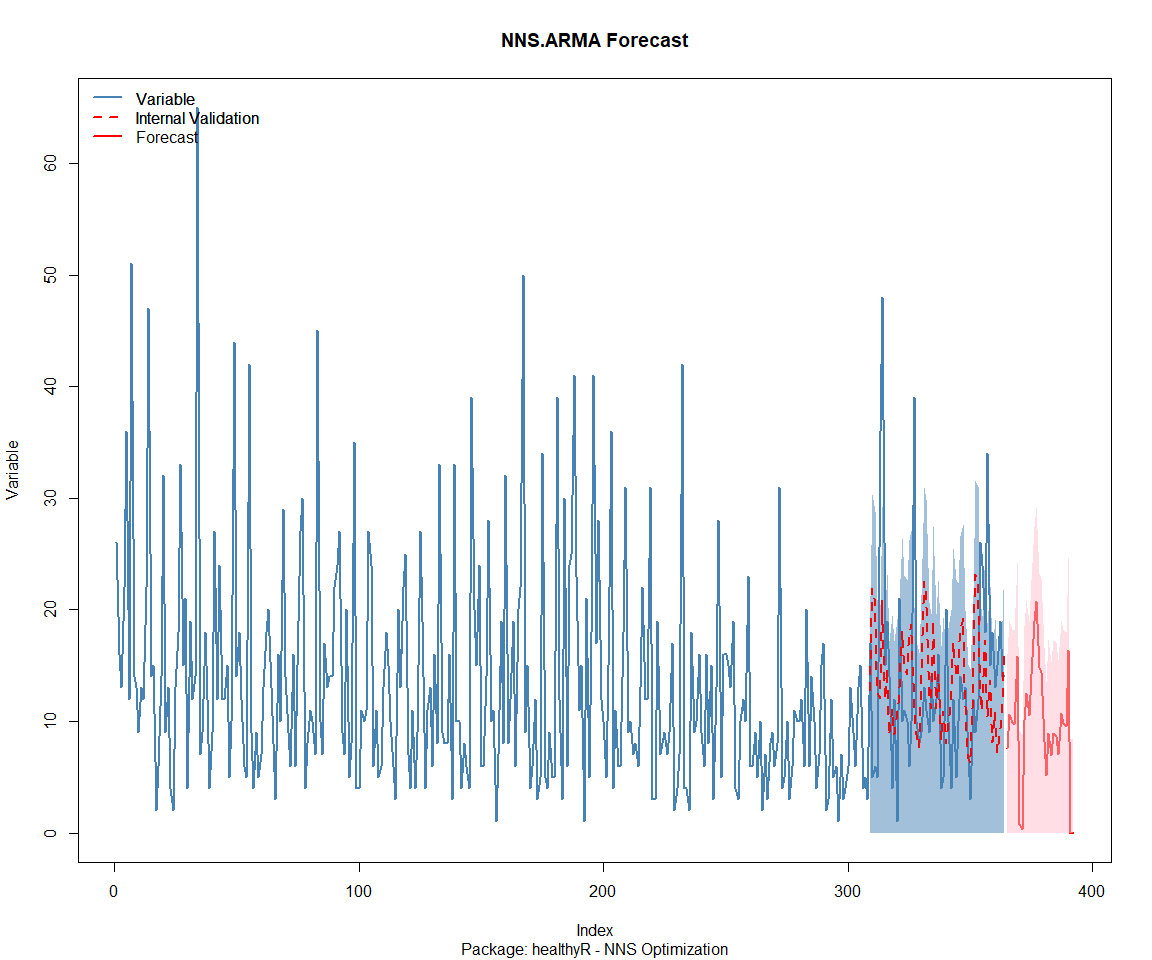 NNS.ARMA Forecast
Variable
Internal Validation
Forecast
Variable
0
10
20
30
40
50
60
0
100
200
300
400
Index
Package: healthyR - NNS Optimization